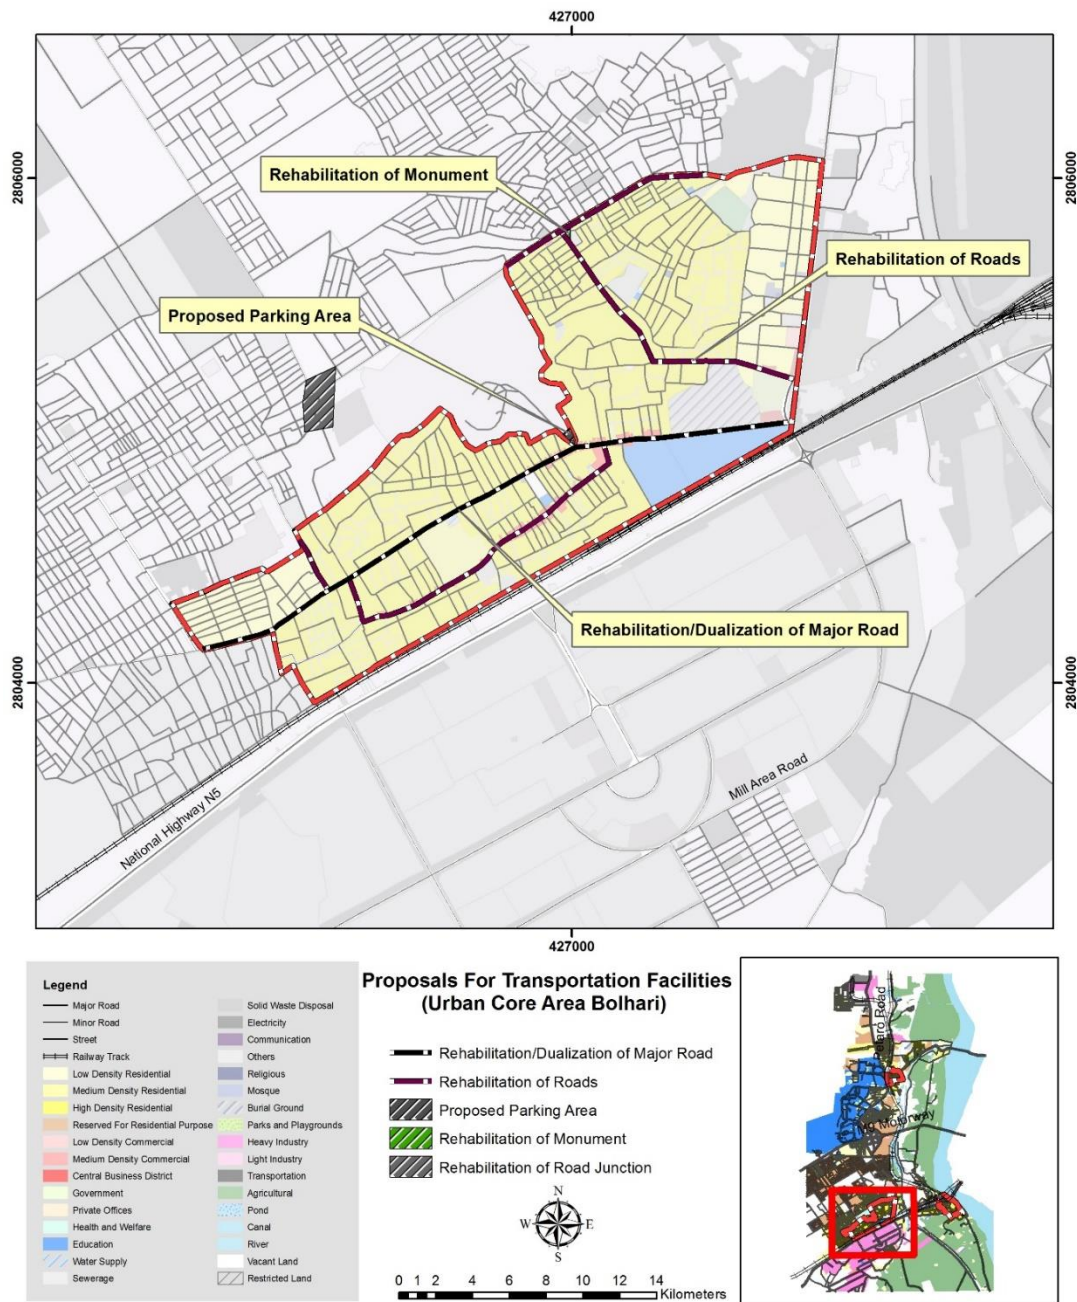 427000
2806000
2806000
Rehabilitation of Monument
Rehabilitation of Roads
Proposed Parking Area
Rehabilitation/Dualization of Major Road
2804000
2804000
Mill Area Road
National Highway N5
427000
Legend
Major Road
Minor Road
Street
Railway Track
Low Density Residential
Medium Density Residential
High Density Residential
Reserved For Residential Purpose
Low Density Commercial
Medium Density Commercial
Central Business District
Government
Private Offices
Health and Welfare
Education
Water Supply
Sewerage
Solid Waste Disposal
Electricity
Communication
Others
Religious
Mosque
Burial Ground
Parks and Playgrounds
Heavy Industry
Light Industry
Transportation
Agricultural
Pond
Canal
River
Vacant Land
Restricted Land
Proposals For Transportation Facilities
(Urban Core Area Bolhari)
Rehabilitation/Dualization of Major Road
Rehabilitation of Roads
Proposed Parking Area
Rehabilitation of Monument
Rehabilitation of Road Junction
N
W E
S
0 1 2 4 6 8 10 12 14
Kilometers
Road
Motorway